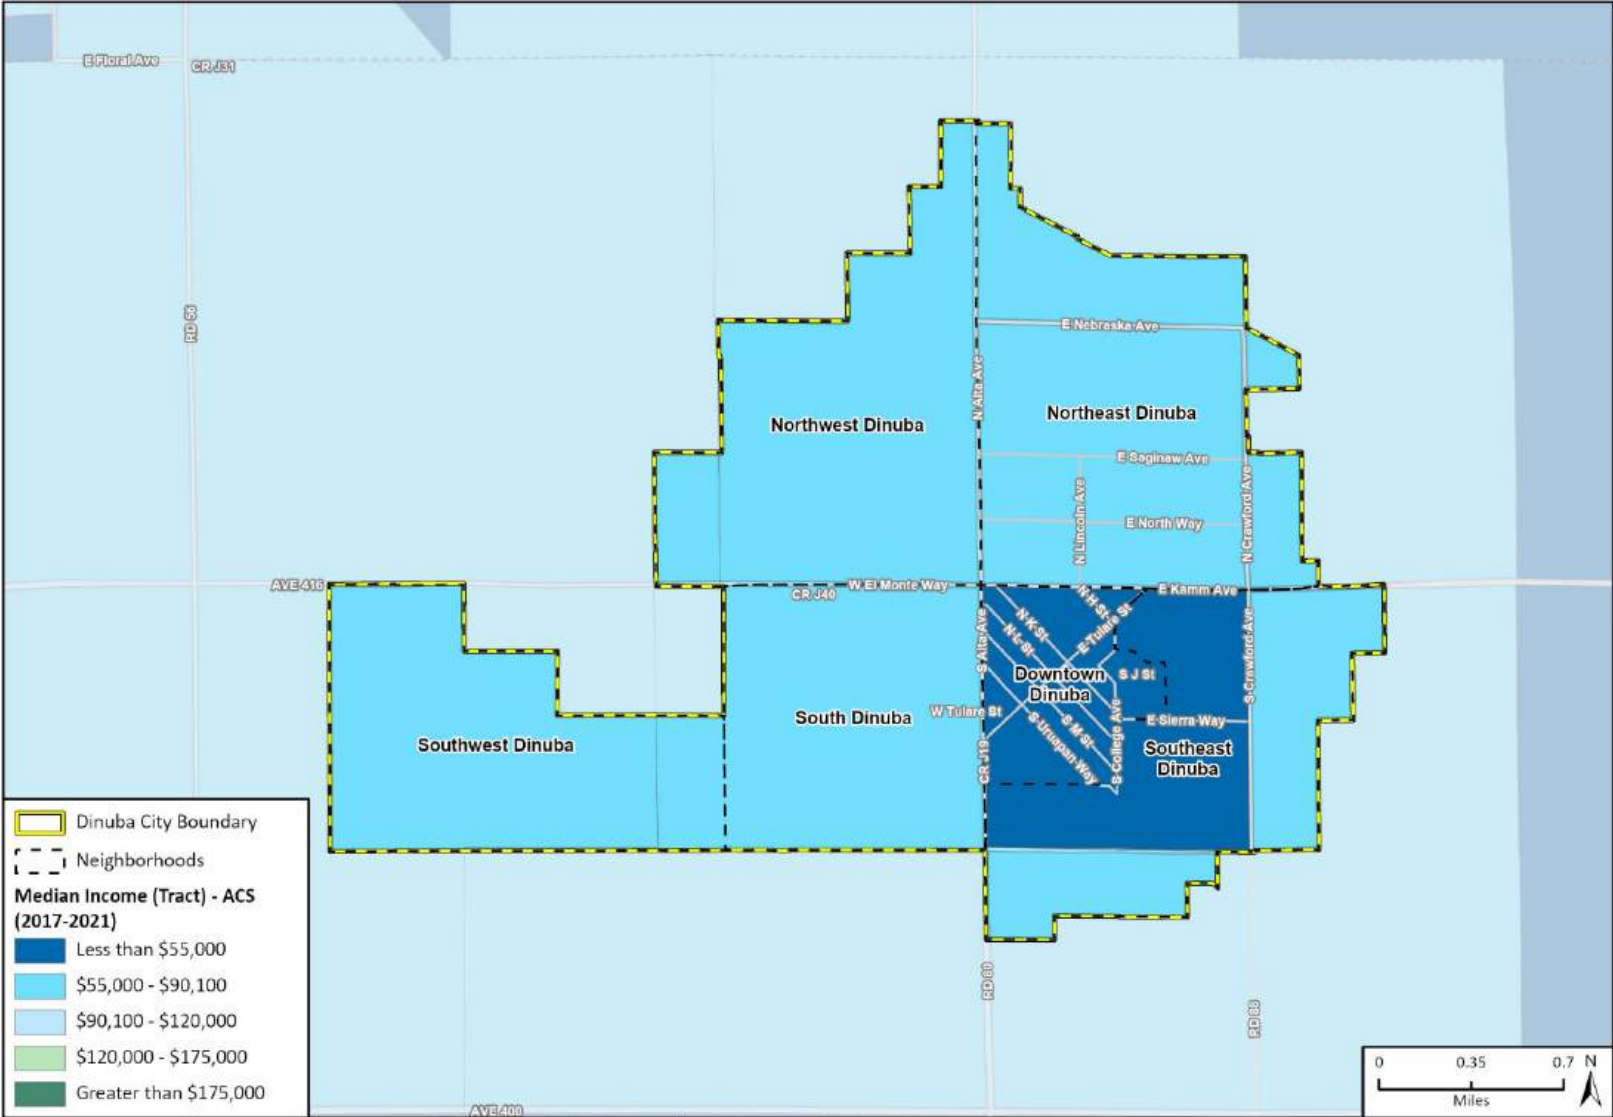 E Floral Ave
CR J31
RD 56
E Nebraska Ave
N Alta Ave
Northeast Dinuba
Northwest Dinuba
E Saginaw Ave
N Lincoln Ave
N Crawford Ave
E North Way
AVE 416
W El Monte Way
CR J40
E Kamm Ave
N H St
N K St
E Tulare St
N L St
S Alta Ave
S Crawford Ave
Downtown
Dinuba
S J St
W Tulare St
South Dinuba
S M St
E Sierra Way
S Uruapan Way
S College Ave
Southwest Dinuba
Southeast
Dinuba
CR J19
RD 80
RD 86
AVE 400
Dinuba City Boundary
Neighborhoods
Median Income (Tract) - ACS
(2017-2021)
Less than $55,000
$55,000 - $90,100
$90,100 - $120,000
$120,000 - $175,000
Greater than $175,000
0 0.35 0.7 N
Miles